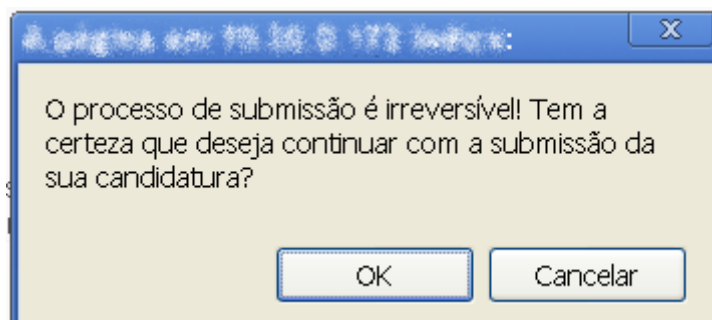 O processo de submissão é irreversível! Tem a
certeza que deseja continuar com a submissão da
sua candidatura?
OK
Cancelar